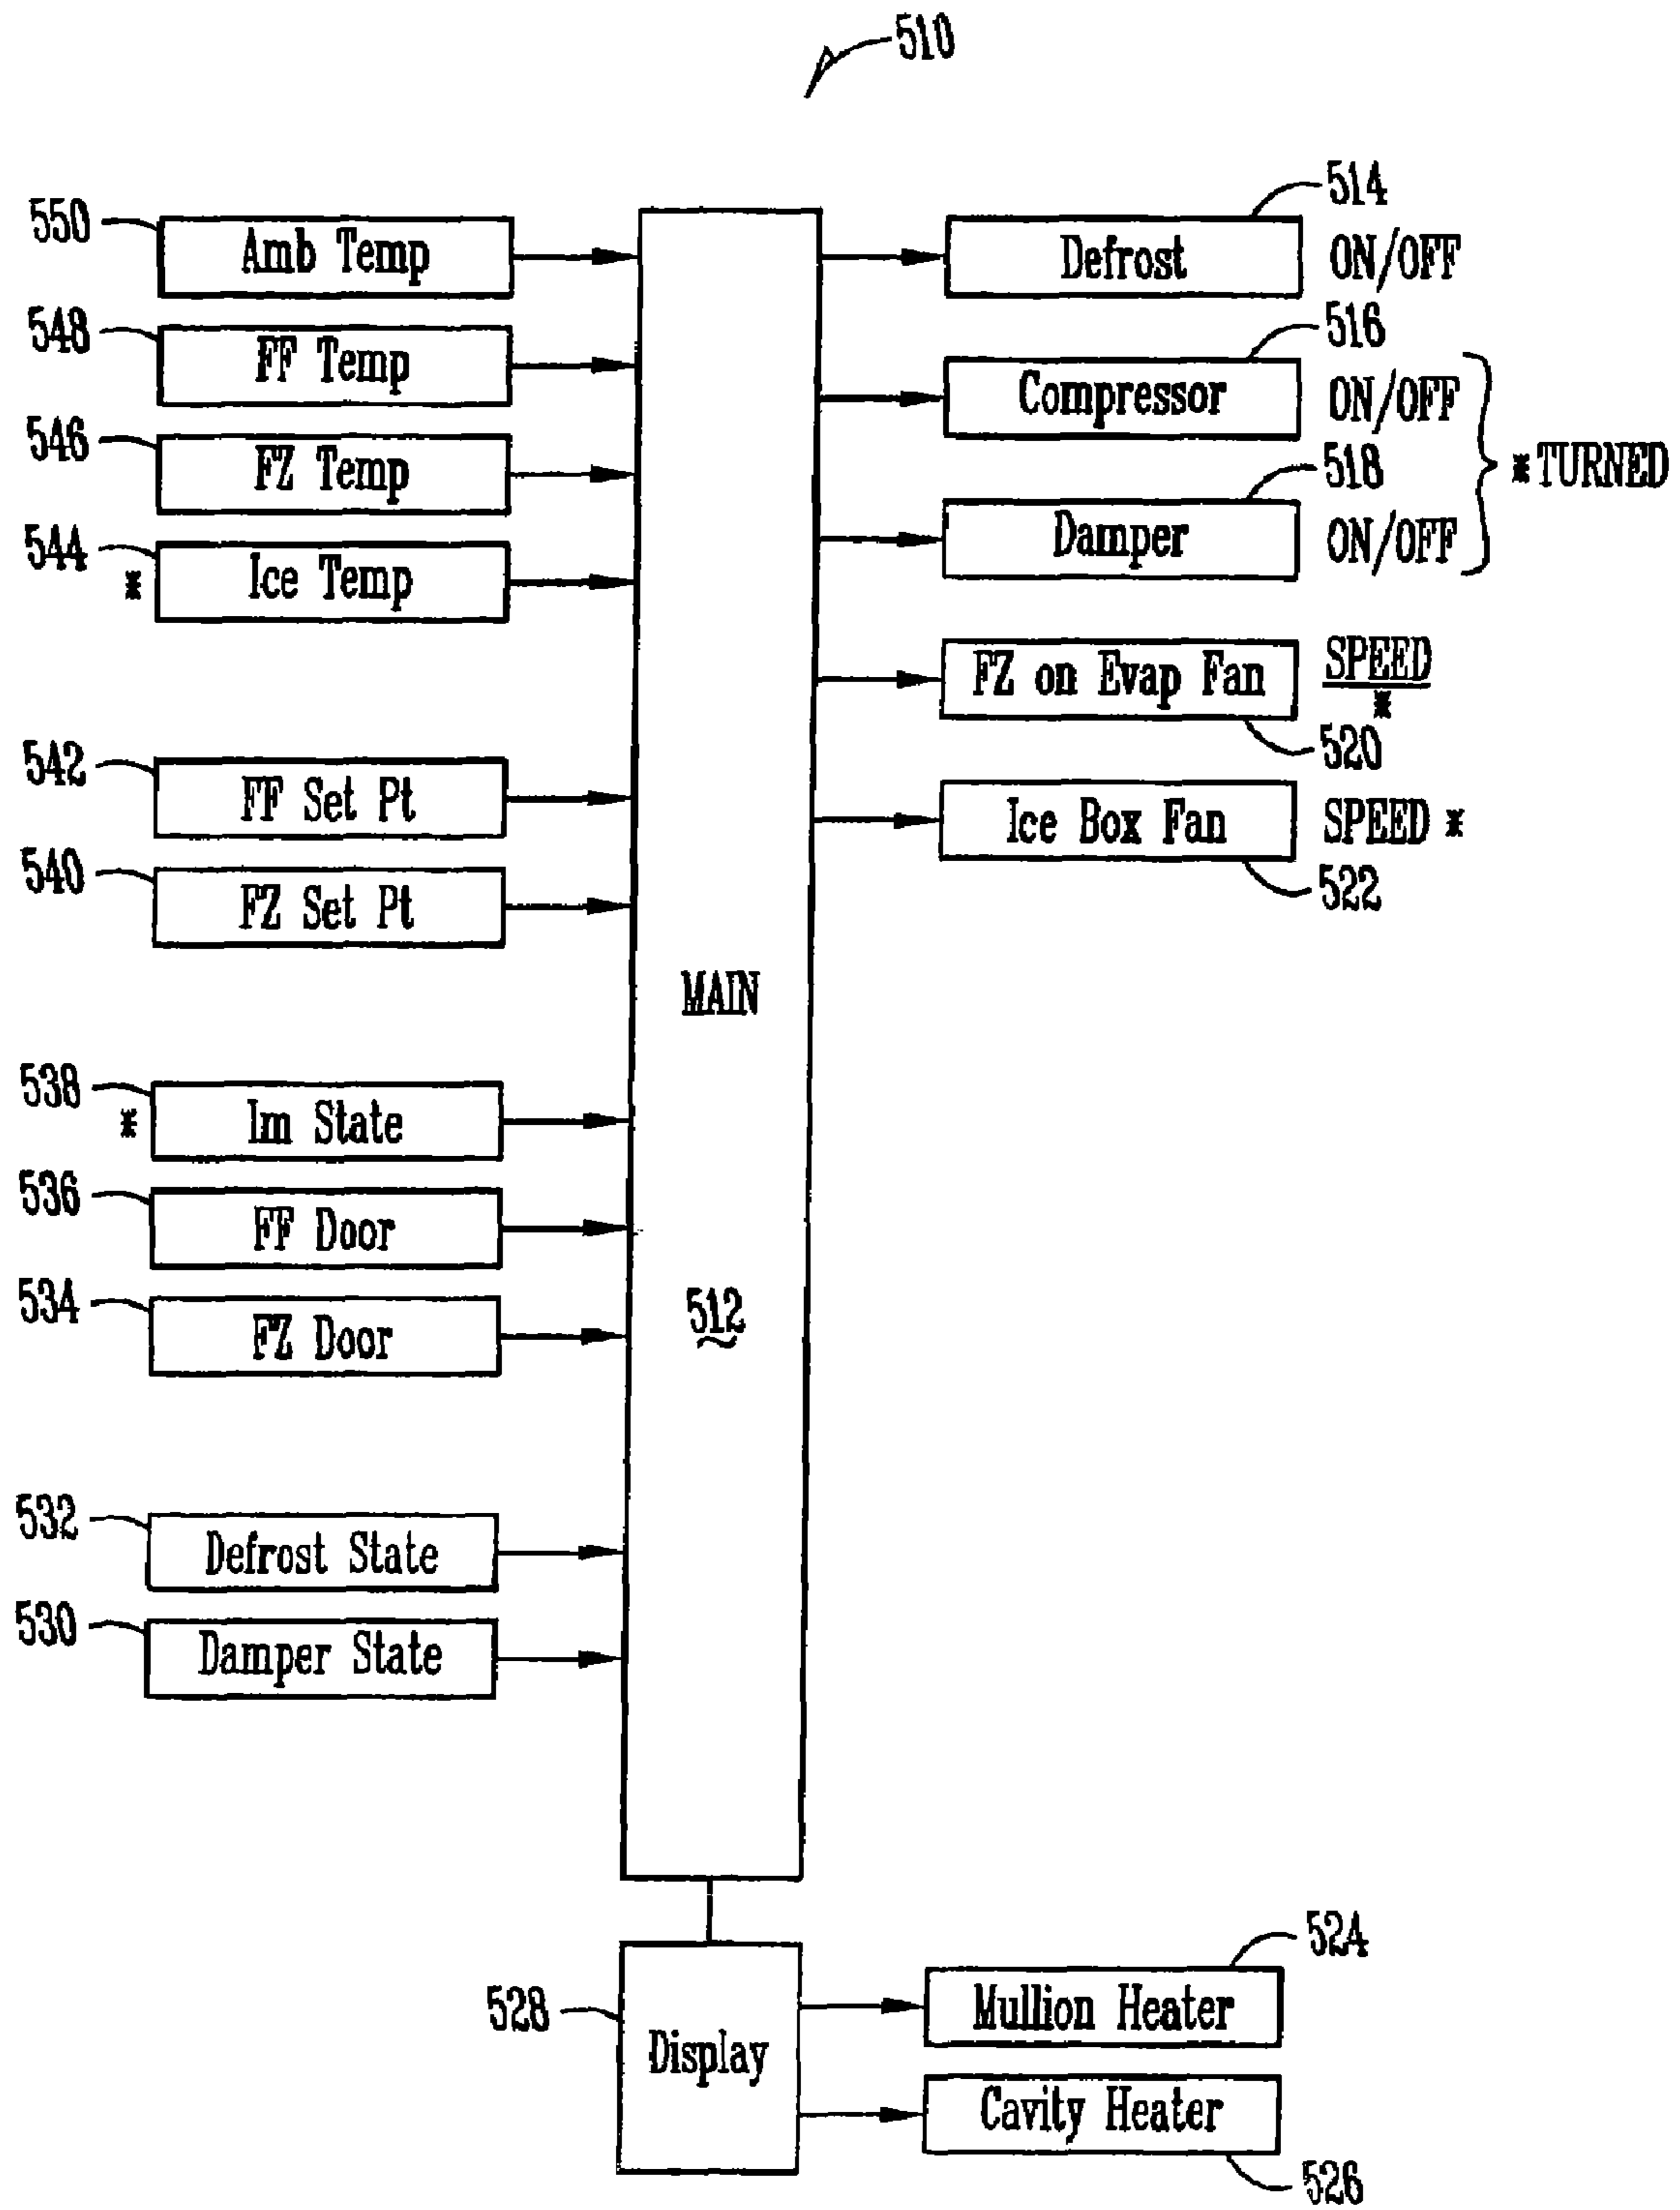 510
550
Amb Temp
548
FF Temp
546
FZ Temp
544
* Ice Temp
542
FF Set Pt
540
FZ Set Pt
538
* Im State
536
FF Door
534
FZ Door
532
Defrost State
530
Damper State
MAIN
512
514
Defrost ON/OFF
516
Compressor ON/OFF
518
Damper ON/OFF
* TURNED
FZ on Evap Fan SPEED
*
520
Ice Box Fan SPEED *
522
528
Display
524
Mullion Heater
Cavity Heater
526